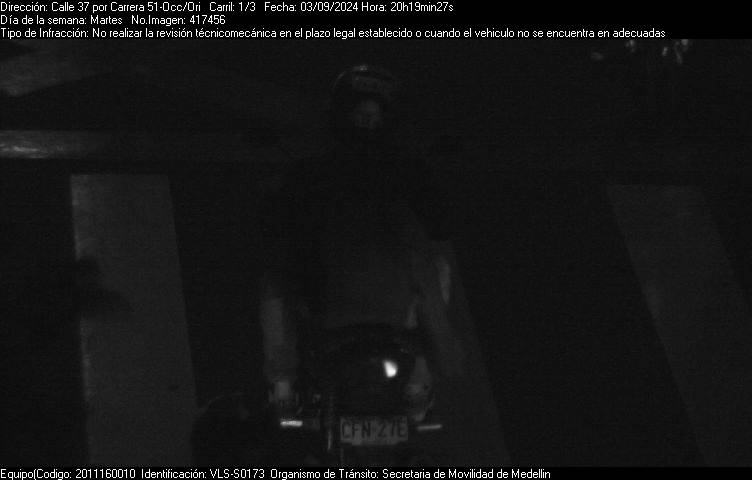 Dirección: Calle 37 por Carrera 51-Occ/Ori Carril: 1/3 Fecha: 03/09/2024 Hora: 20h19min27s
Día de la semana: Martes No.Imagen: 417456
Tipo de Infracción: No realizar la revisión técnicomecánica en el plazo legal establecido o cuando el vehiculo no se encuentra en adecuadas
CFN-27E
Equipo(Codigo: 2011160010 Identificación: VLS-S0173 Organismo de Tránsito: Secretaria de Movilidad de Medellin